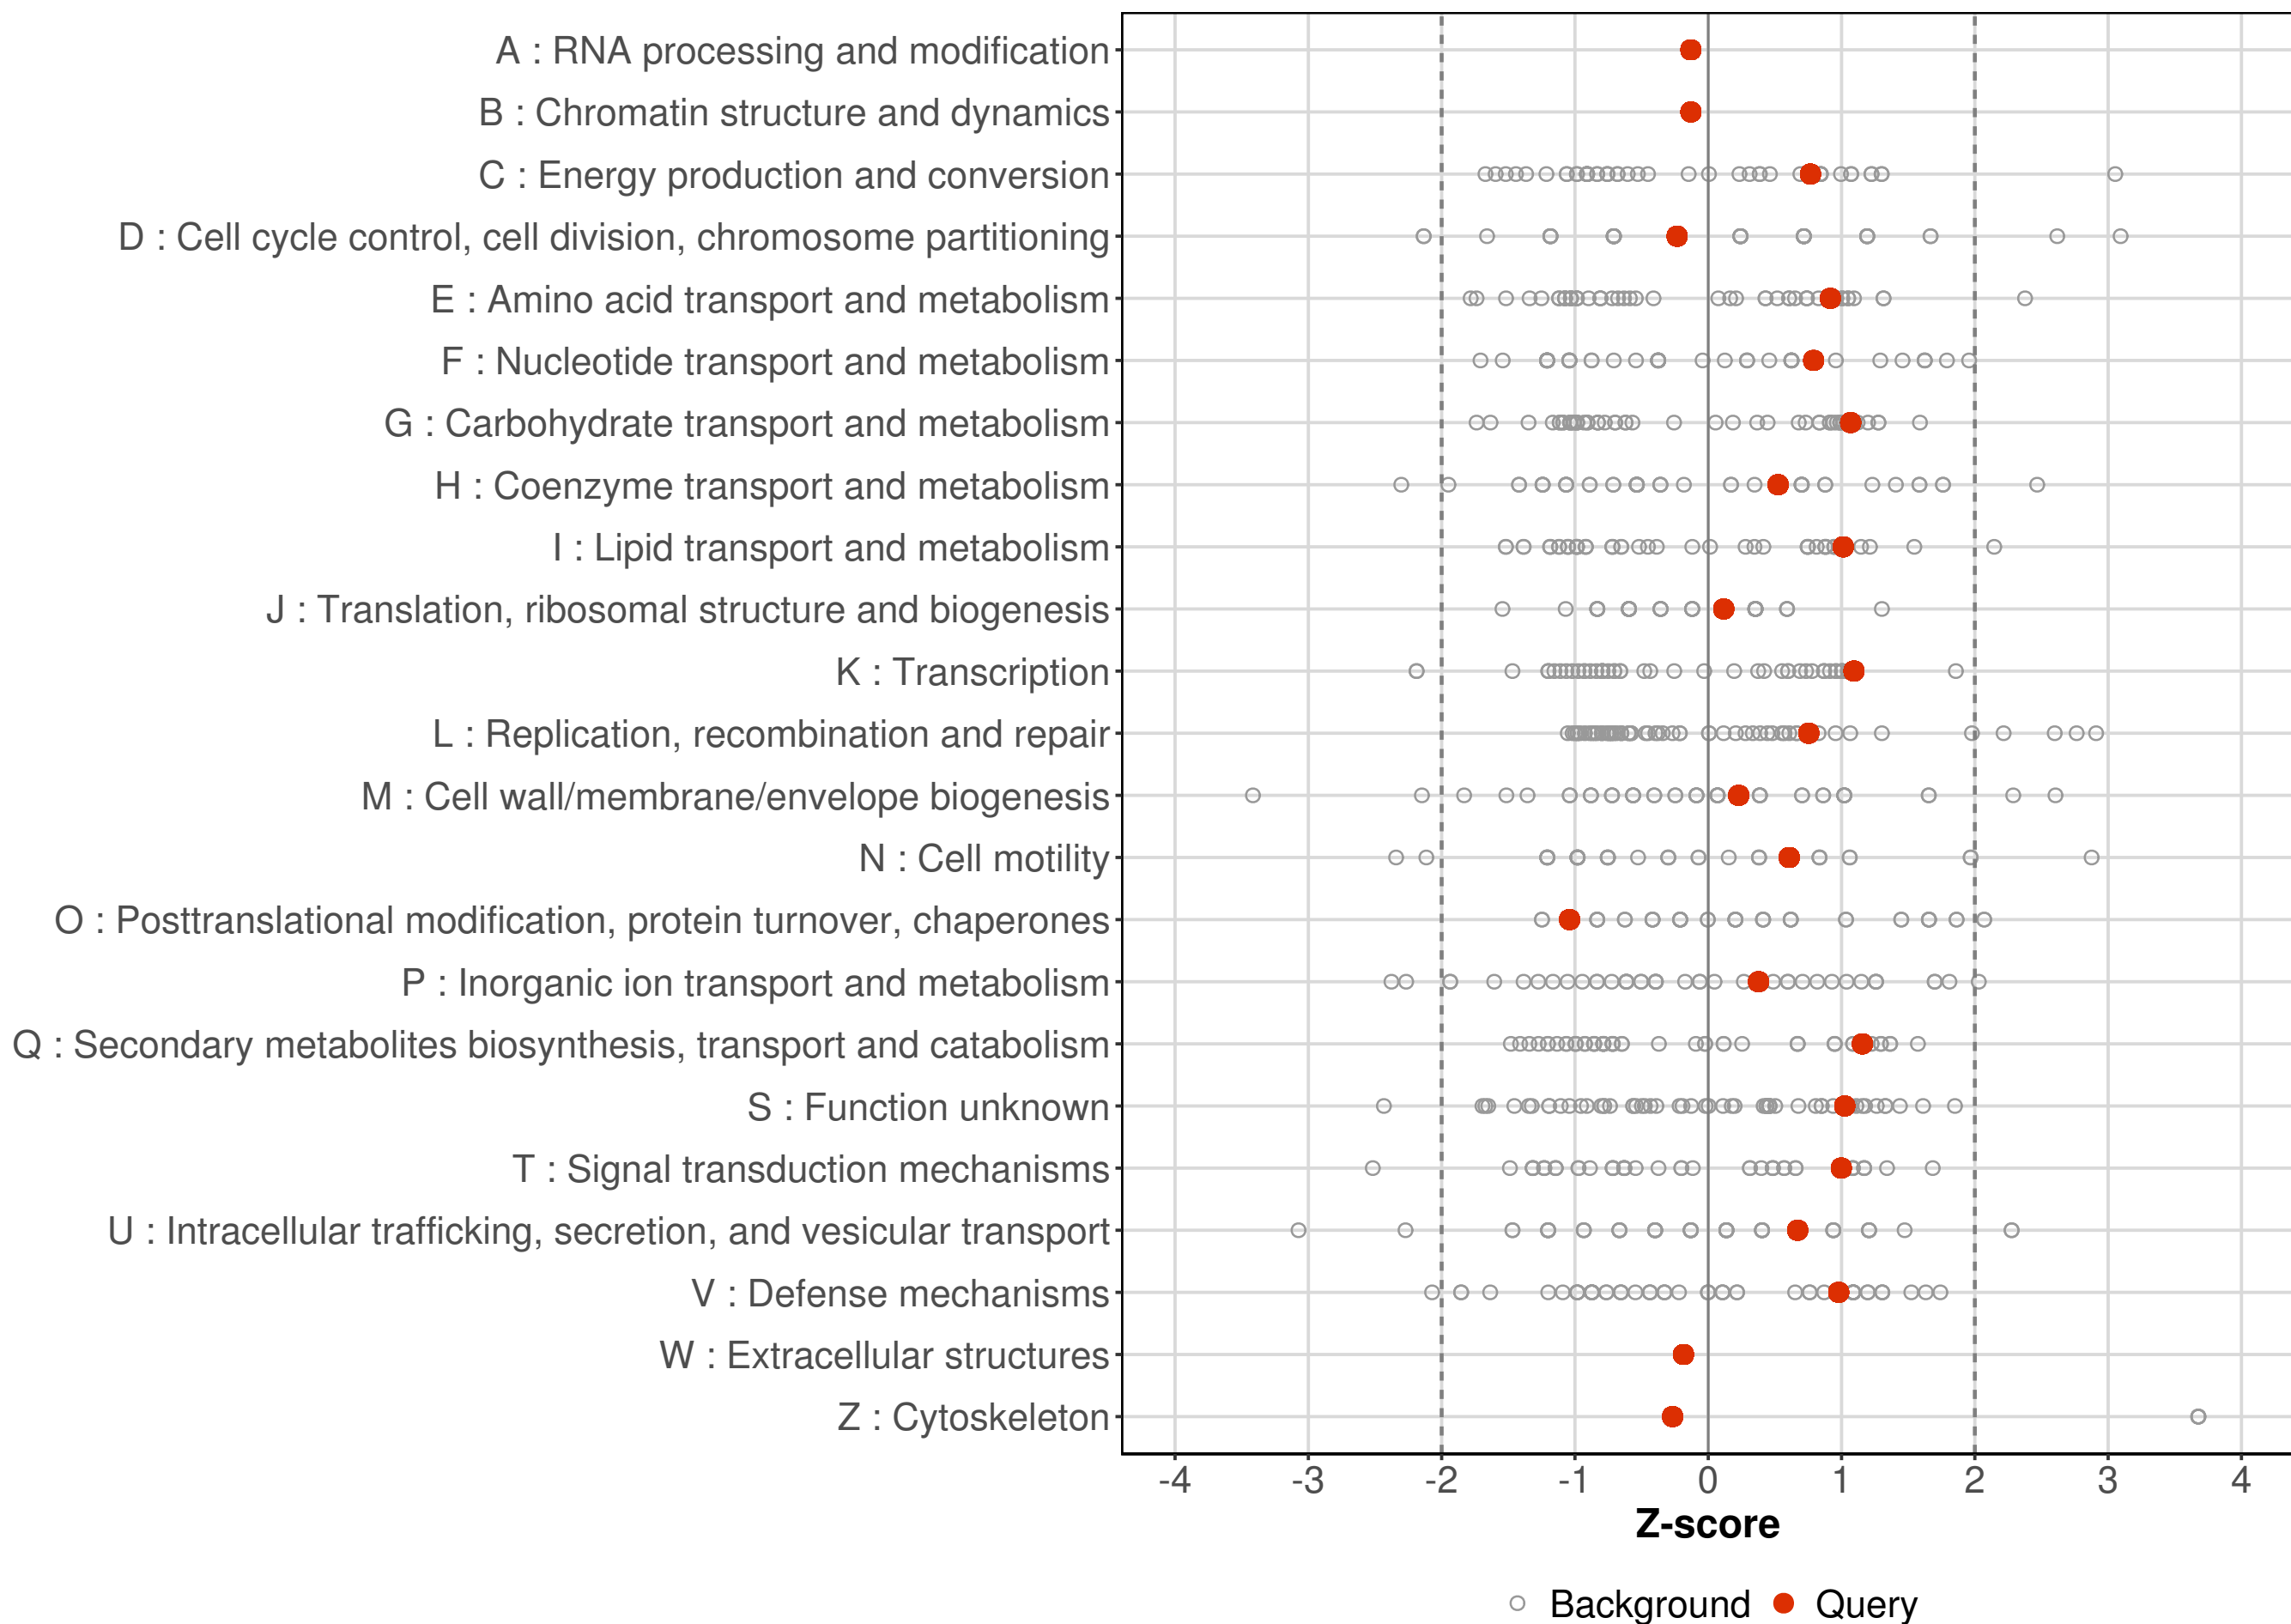 A : RNA processing and modification
B : Chromatin structure and dynamics
C : Energy production and conversion
D : Cell cycle control, cell division, chromosome partitioning
E : Amino acid transport and metabolism
F : Nucleotide transport and metabolism
G : Carbohydrate transport and metabolism
H : Coenzyme transport and metabolism
I : Lipid transport and metabolism
J : Translation, ribosomal structure and biogenesis
K : Transcription
L : Replication, recombination and repair
M : Cell wall/membrane/envelope biogenesis
N : Cell motility
O : Posttranslational modification, protein turnover, chaperones
P : Inorganic ion transport and metabolism
Q : Secondary metabolites biosynthesis, transport and catabolism
S : Function unknown
T : Signal transduction mechanisms
U : Intracellular trafficking, secretion, and vesicular transport
V : Defense mechanisms
W : Extracellular structures
Z : Cytoskeleton
-4 -3 -2 -1 0 1 2 3 4
Z-score
Background Query